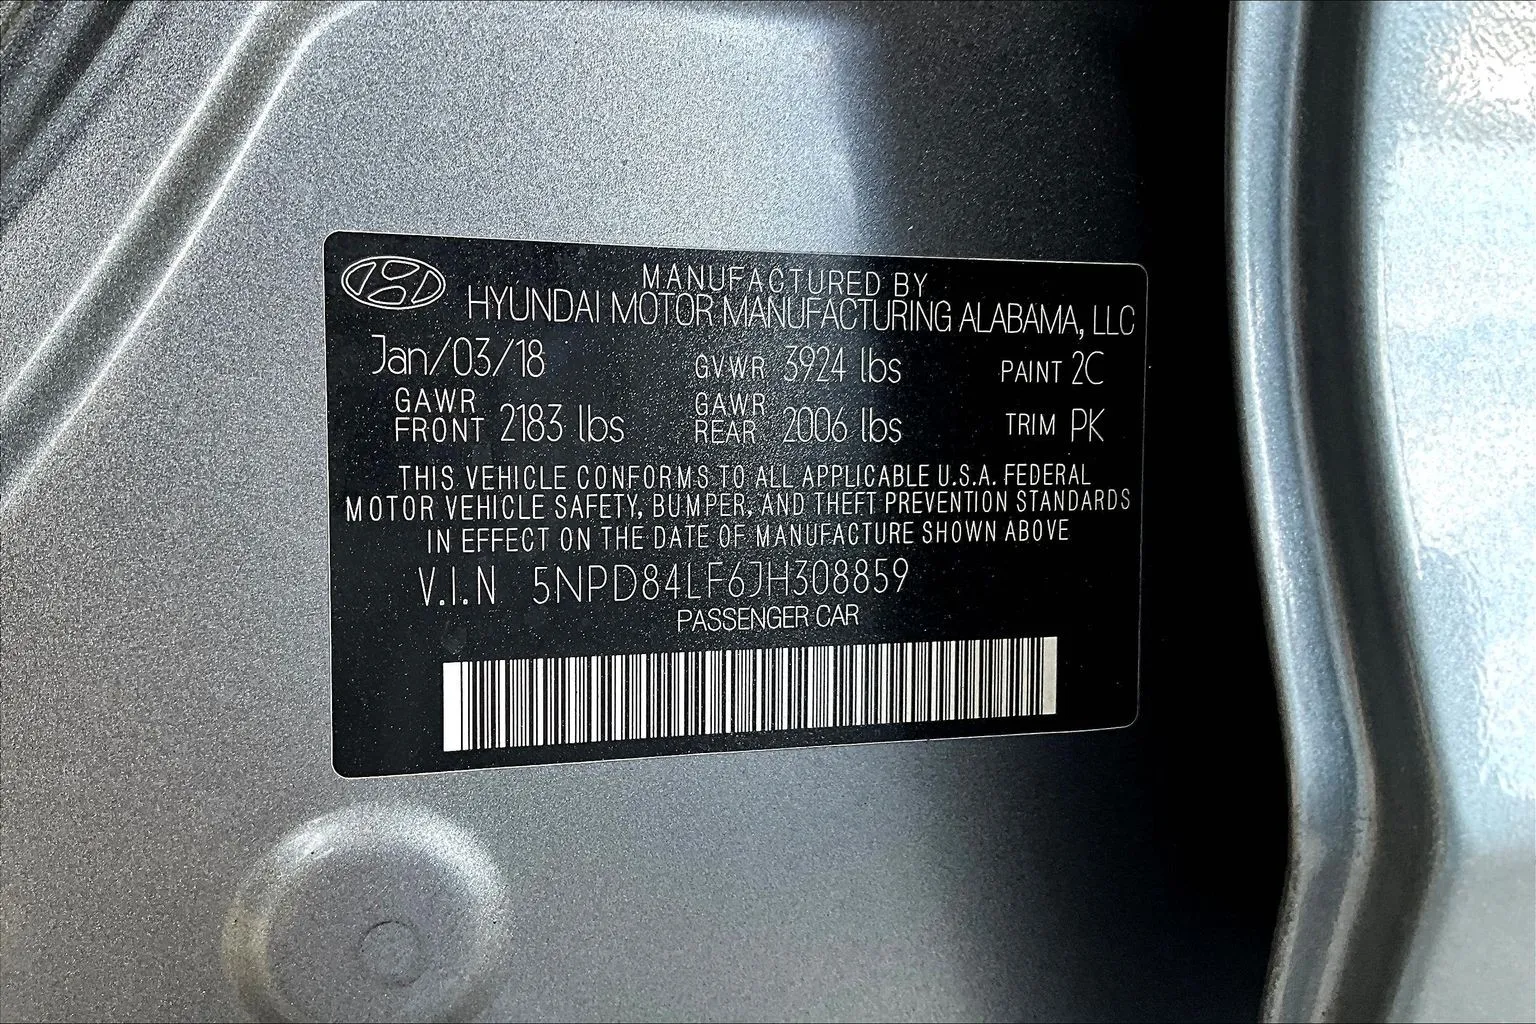 MANUFACTURED BY
HYUNDAI MOTOR MANUFACTURING ALABAMA, LLC
Jan/03/18 GVWR 3924 lbs PAINT 2C
GAWR FRONT 2183 lbs GAWR REAR 2006 lbs TRIM PK
THIS VEHICLE CONFORMS TO ALL APPLICABLE U.S.A. FEDERAL
MOTOR VEHICLE SAFETY, BUMPER, AND THEFT PREVENTION STANDARDS
IN EFFECT ON THE DATE OF MANUFACTURE SHOWN ABOVE
V.I.N 5NPD84LF6JH308859
PASSENGER CAR